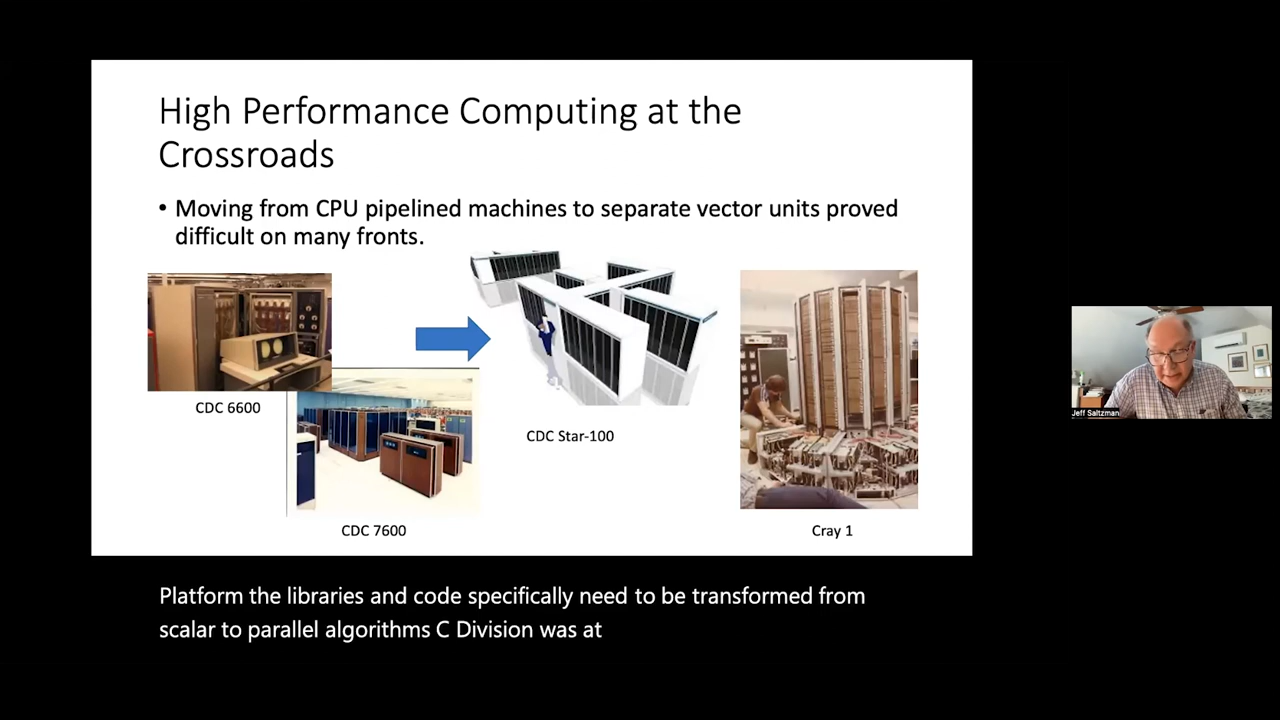 High Performance Computing at the
Crossroads
• Moving from CPU pipelined machines to separate vector units proved
difficult on many fronts.
CDC 6600
CDC Star-100
CDC 7600
Cray 1
Jeff Saltzman
Platform the libraries and code specifically need to be transformed from
scalar to parallel algorithms C Division was at